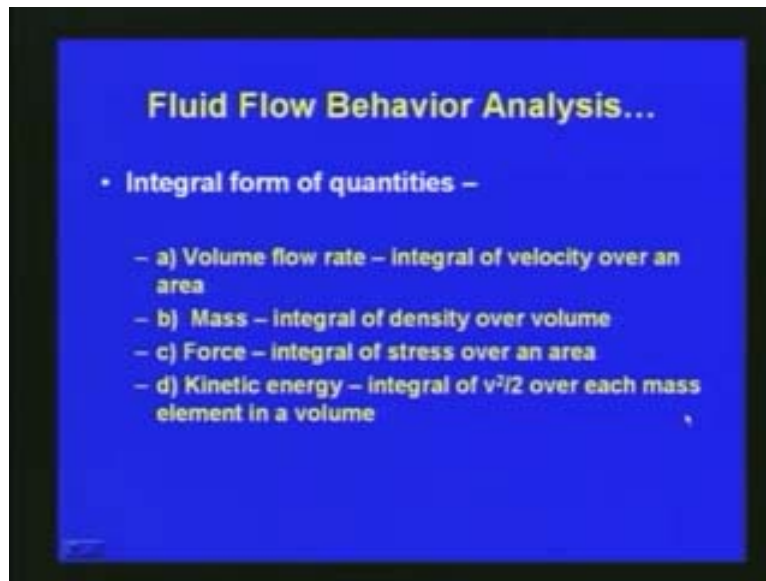 Fluid Flow Behavior Analysis...
• Integral form of quantities –
– a) Volume flow rate – integral of velocity over an
area
– b) Mass – integral of density over volume
– c) Force – integral of stress over an area
– d) Kinetic energy – integral of v²/2 over each mass
element in a volume